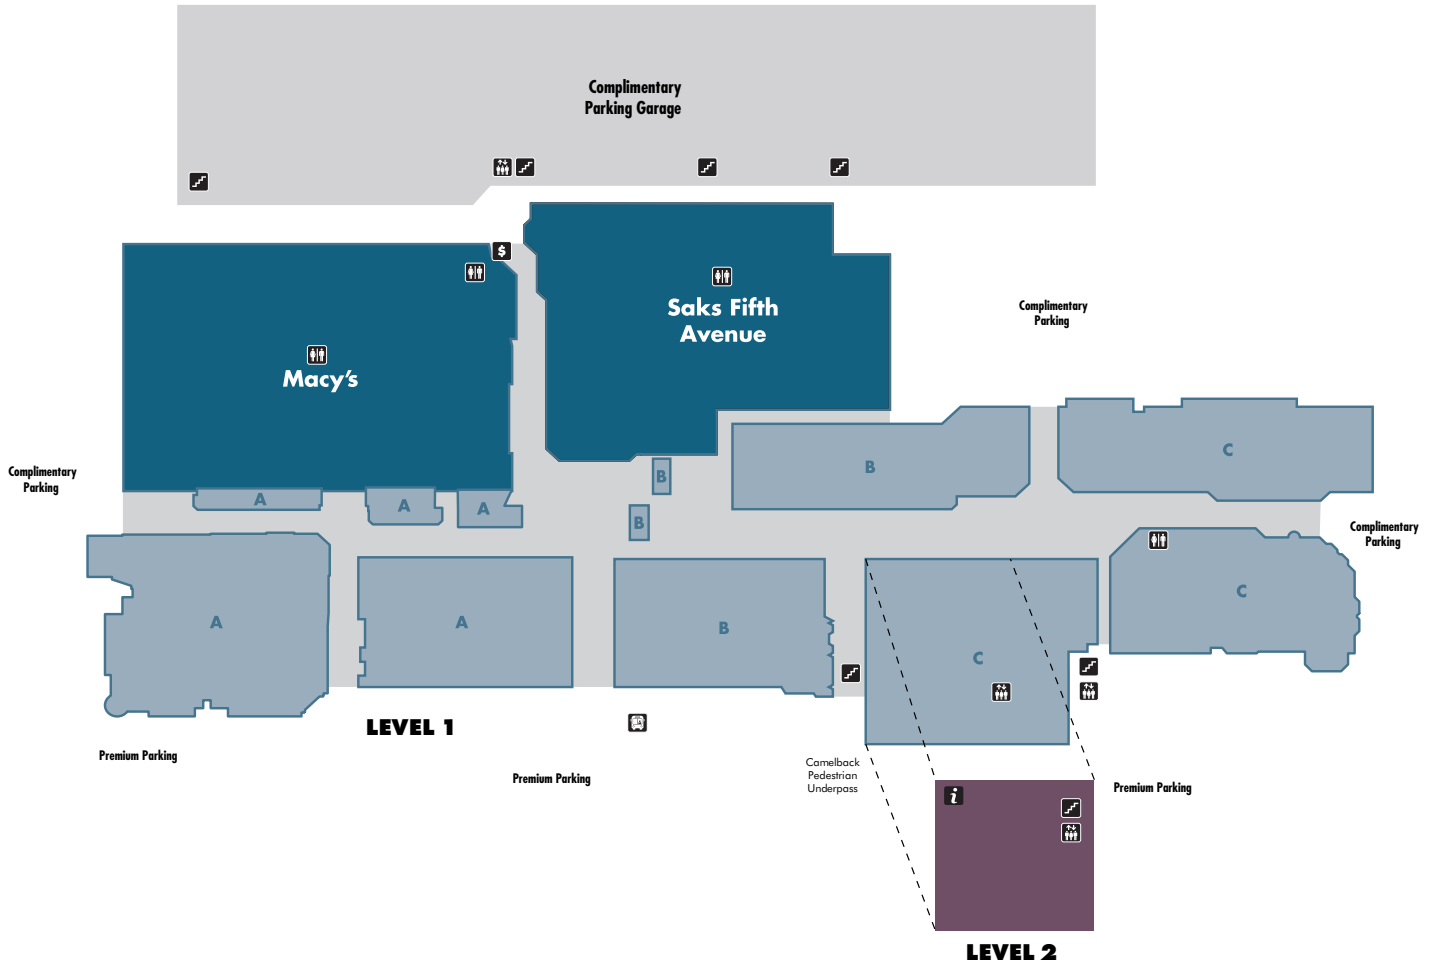 Complimentary
Parking Garage
$
Saks Fifth
Avenue
Complimentary
Parking
Macy's
C
B
B
Complimentary
Parking
A
A
A
B
Complimentary
Parking
C
A
A
B
C
LEVEL 1
Premium Parking
Premium Parking
Camelback
Pedestrian
Underpass
Premium Parking
i
LEVEL 2